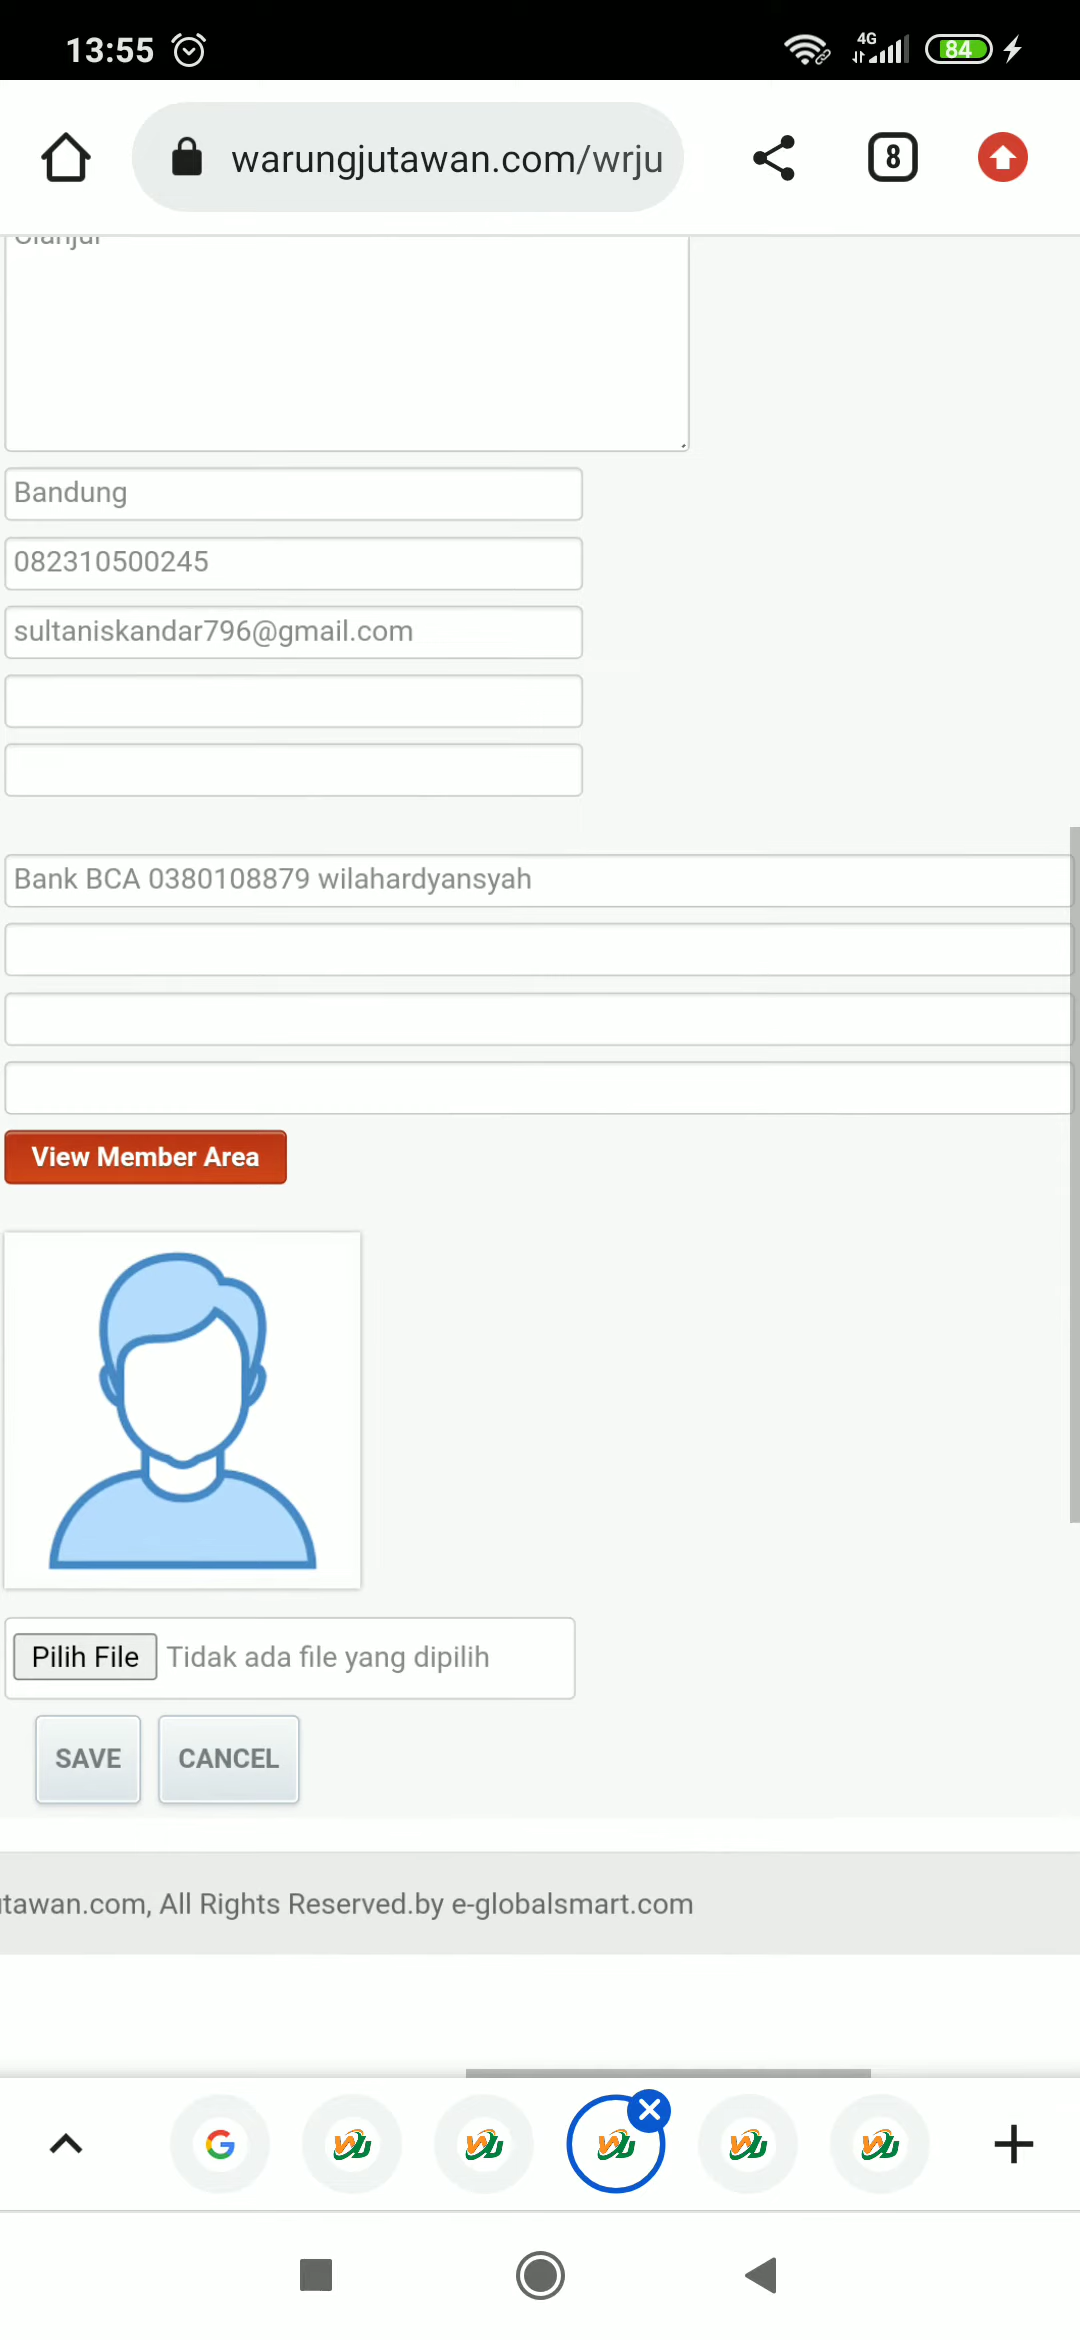 13:55
4G
84
warungjutawan.com/wrju
8
Cianjur
Bandung
082310500245
sultaniskandar796@gmail.com
Bank BCA 0380108879 wilahardyansyah
View Member Area
Pilih File Tidak ada file yang dipilih
SAVE CANCEL
tawan.com, All Rights Reserved.by e-globalsmart.com